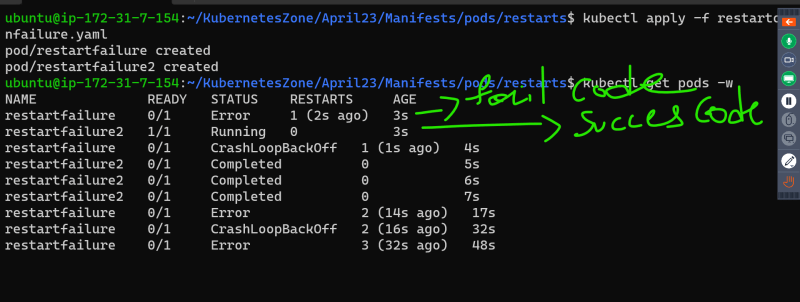 ubuntu@ip-172-31-7-154:~/KubernetesZone/April23/Manifests/pods/restarts$ kubectl apply -f restarto
nfailure.yaml
pod/restartfailure created
pod/restartfailure2 created
ubuntu@ip-172-31-7-154:~/KubernetesZone/April23/Manifests/pods/restarts$ kubectl get pods -w
NAME READY STATUS RESTARTS AGE
restartfailure 0/1 Error 1 (2s ago) 3s
fail code
restartfailure2 1/1 Running 0 3s
Succes Code
restartfailure 0/1 CrashLoopBackOff 1 (1s ago) 4s
restartfailure2 0/1 Completed 0 5s
restartfailure2 0/1 Completed 0 6s
restartfailure2 0/1 Completed 0 7s
restartfailure 0/1 Error 2 (14s ago) 17s
restartfailure 0/1 CrashLoopBackOff 2 (16s ago) 32s
restartfailure 0/1 Error 3 (32s ago) 48s